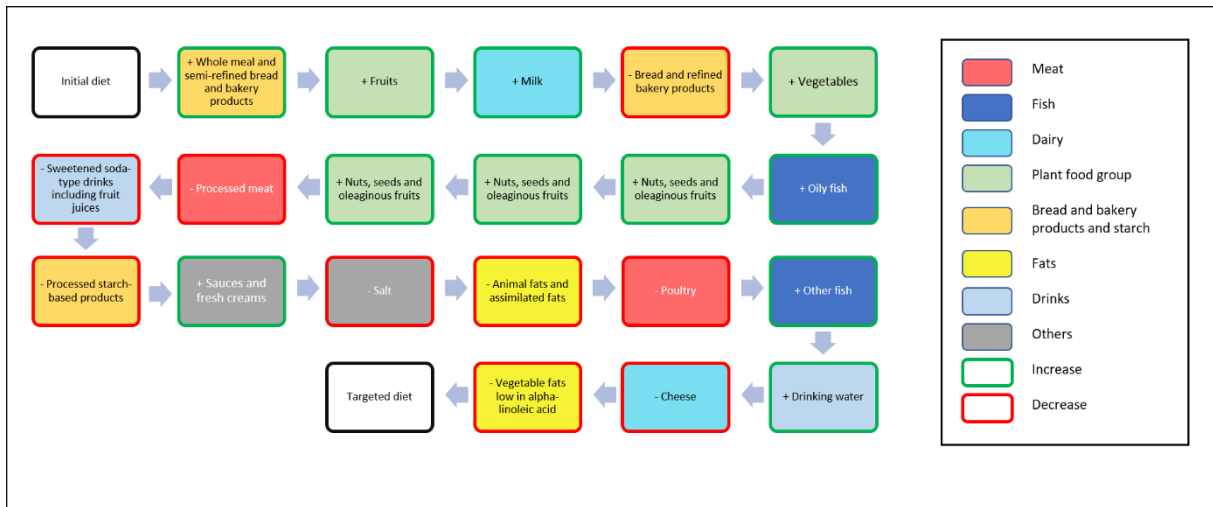 Initial diet
+ Whole meal and
semi-refined bread
and bakery
products
+ Fruits
+ Milk
- Bread and refined
bakery products
+ Vegetables
- Sweetened soda-
type drinks
including fruit
juices
- Processed meat
+ Nuts, seeds and
oleaginous fruits
+ Nuts, seeds and
oleaginous fruits
+ Nuts, seeds and
oleaginous fruits
+ Oily fish
- Processed starch-
based products
+ Sauces and
fresh creams
- Salt
- Animal fats and
assimilated fats
- Poultry
+ Other fish
Targeted diet
- Vegetable fats
low in alpha-
linoleic acid
- Cheese
+ Drinking water
Meat
Fish
Dairy
Plant food group
Bread and bakery
products and starch
Fats
Drinks
Others
Increase
Decrease